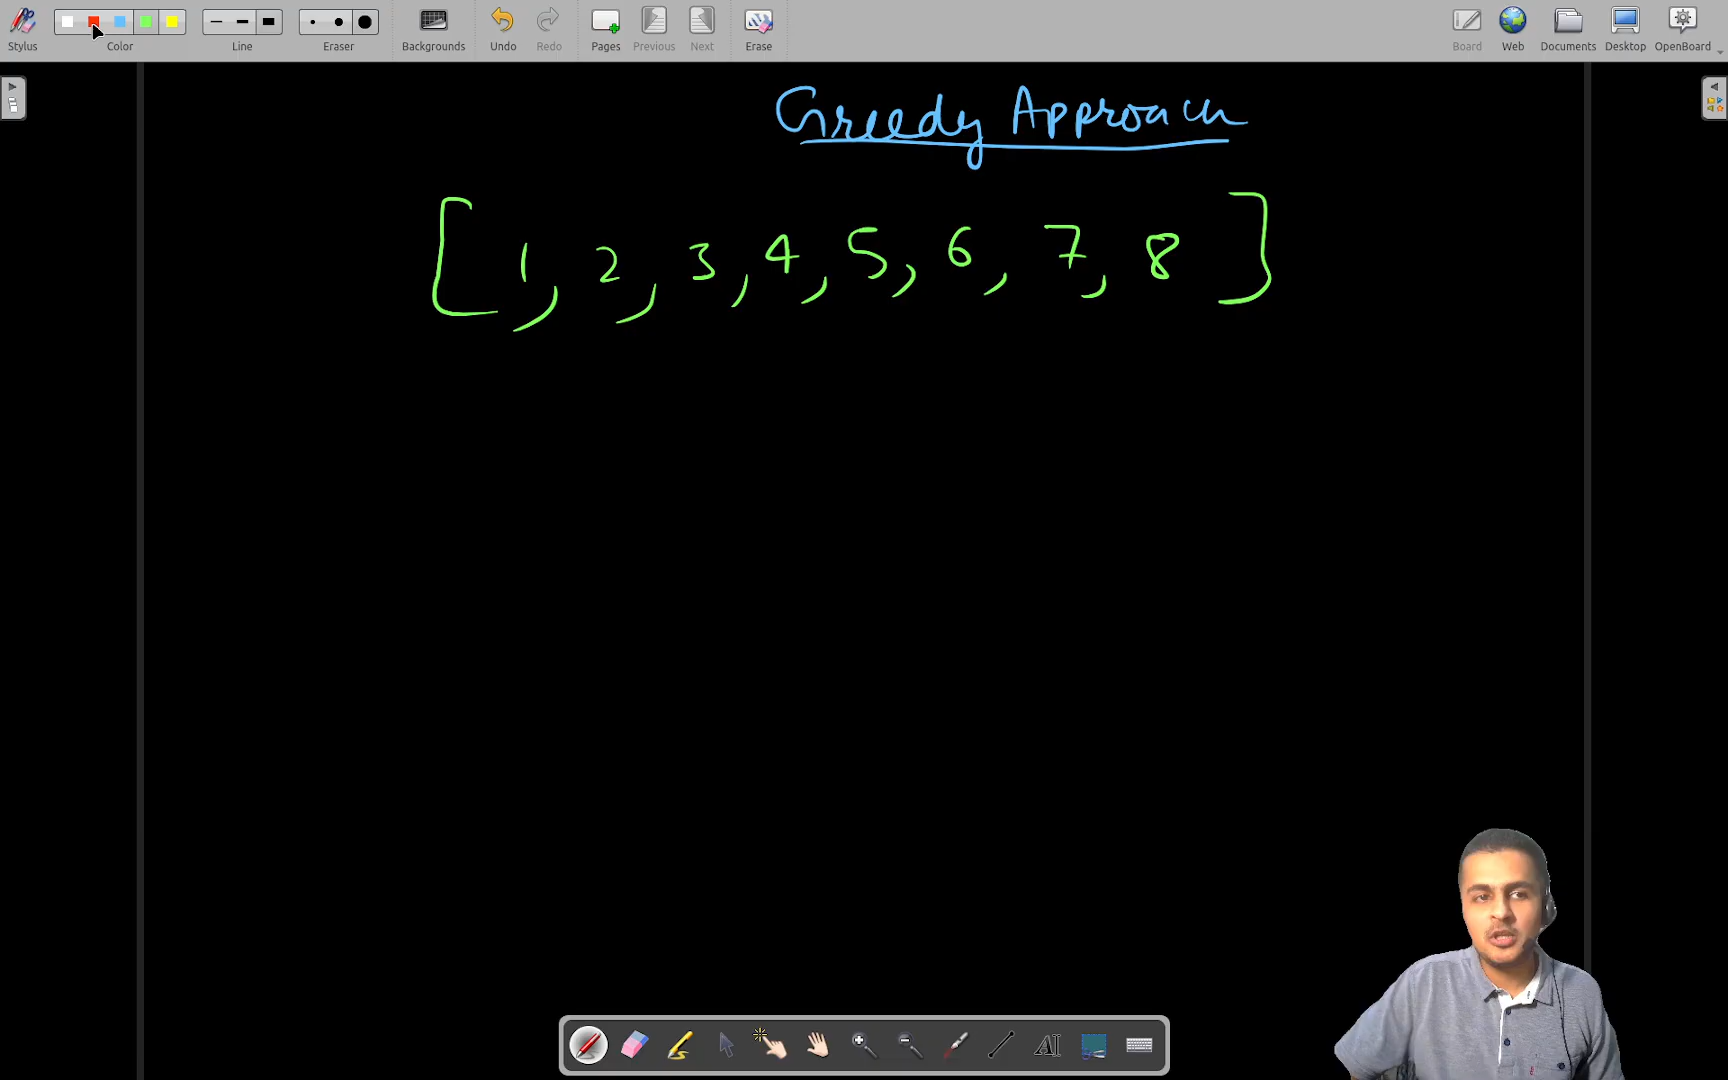 Stylus
Color
Line
Eraser
Backgrounds
Undo
Redo
Pages
Previous
Next
Erase
Board
Web
Documents
Desktop
OpenBoard
Greedy Approach
[ 1, 2, 3, 4, 5, 6, 7, 8 ]
AI